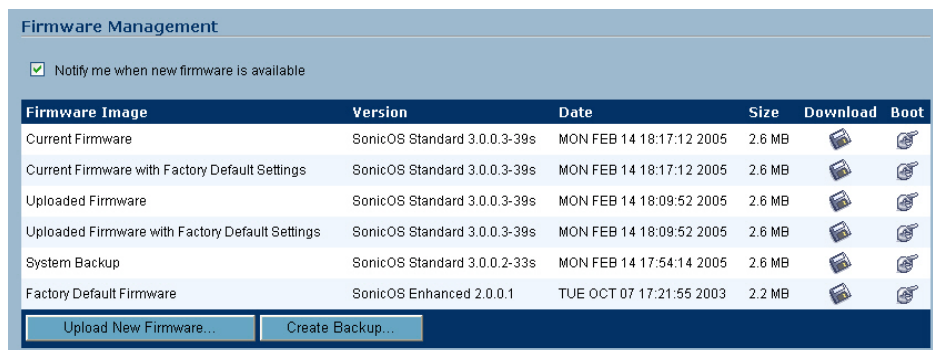 Firmware Management
Notify me when new firmware is available
Firmware Image Version Date Size Download Boot
Current Firmware SonicOS Standard 3.0.0.3-39s MON FEB 14 18:17:12 2005 2.6 MB
Current Firmware with Factory Default Settings SonicOS Standard 3.0.0.3-39s MON FEB 14 18:17:12 2005 2.6 MB
Uploaded Firmware SonicOS Standard 3.0.0.3-39s MON FEB 14 18:09:52 2005 2.6 MB
Uploaded Firmware with Factory Default Settings SonicOS Standard 3.0.0.3-39s MON FEB 14 18:09:52 2005 2.6 MB
System Backup SonicOS Standard 3.0.0.2-33s MON FEB 14 17:54:14 2005 2.6 MB
Factory Default Firmware SonicOS Enhanced 2.0.0.1 TUE OCT 07 17:21:55 2003 2.2 MB
Upload New Firmware... Create Backup...